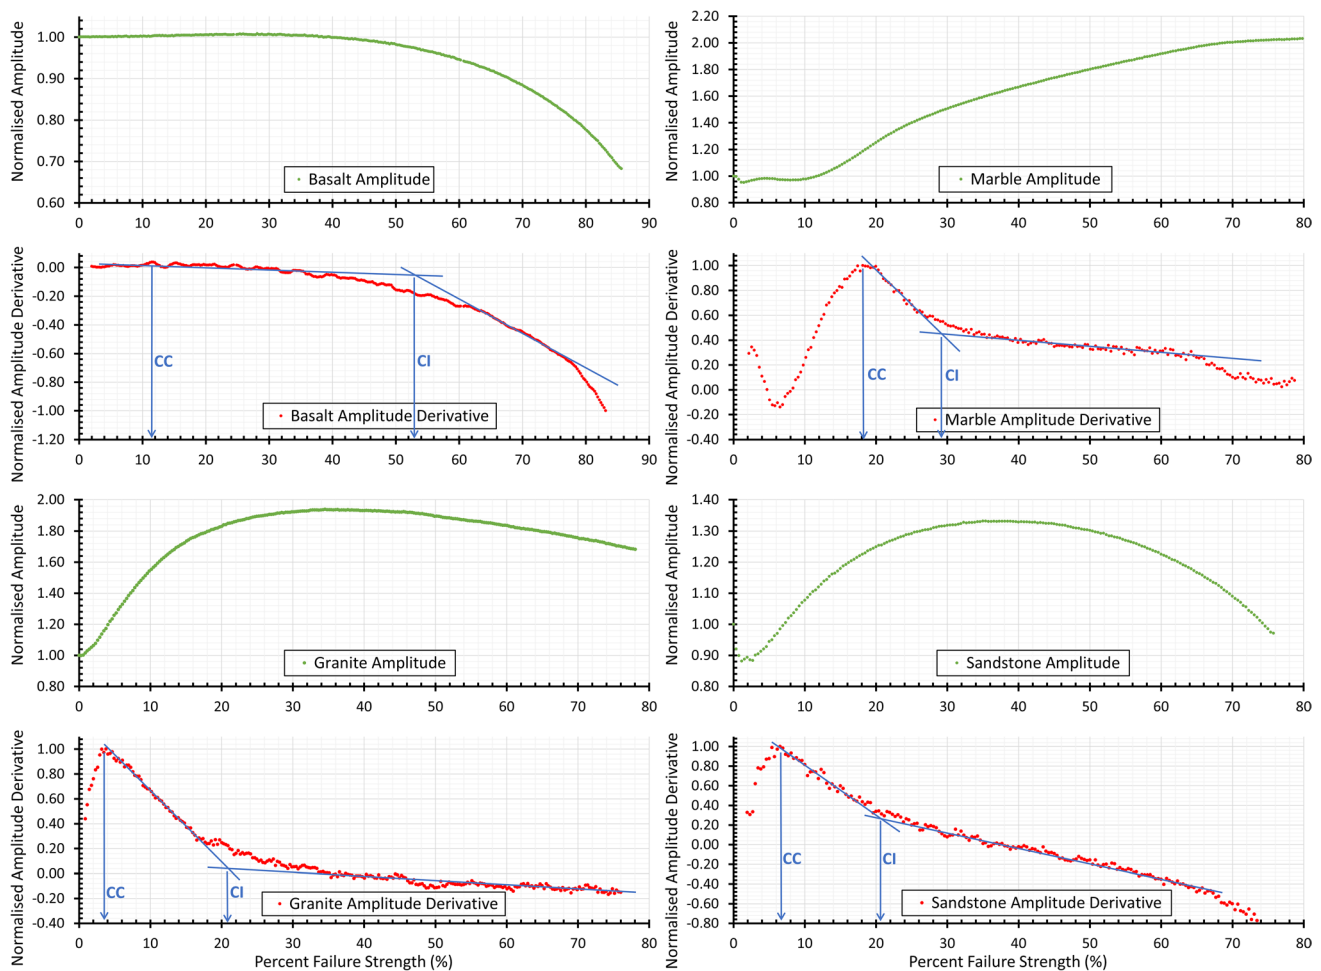 Normalised Amplitude
1.00
0.90
0.80
0.70
0.60
Basalt Amplitude
0 10 20 30 40 50 60 70 80 90
Normalised Amplitude
2.20
2.00
1.80
1.60
1.40
1.20
1.00
0.80
Marble Amplitude
0 10 20 30 40 50 60 70 80
Normalised Amplitude Derivative
0.00
-0.20
-0.40
-0.60
-0.80
-1.00
-1.20
CC
CI
Basalt Amplitude Derivative
0 10 20 30 40 50 60 70 80 90
Normalised Amplitude Derivative
1.00
0.80
0.60
0.40
0.20
0.00
-0.20
-0.40
CC
CI
Marble Amplitude Derivative
0 10 20 30 40 50 60 70 80
Normalised Amplitude
2.00
1.80
1.60
1.40
1.20
1.00
0.80
Granite Amplitude
0 10 20 30 40 50 60 70 80
Normalised Amplitude
1.40
1.30
1.20
1.10
1.00
0.90
0.80
Sandstone Amplitude
0 10 20 30 40 50 60 70 80
Normalised Amplitude Derivative
1.00
0.80
0.60
0.40
0.20
0.00
-0.20
-0.40
CC
CI
Granite Amplitude Derivative
0 10 20 30 40 50 60 70 80
Percent Failure Strength (%)
Normalised Amplitude Derivative
1.00
0.80
0.60
0.40
0.20
-0.00
-0.20
-0.40
-0.60
-0.80
CC
CI
Sandstone Amplitude Derivative
0 10 20 30 40 50 60 70 80
Percent Failure Strength (%)